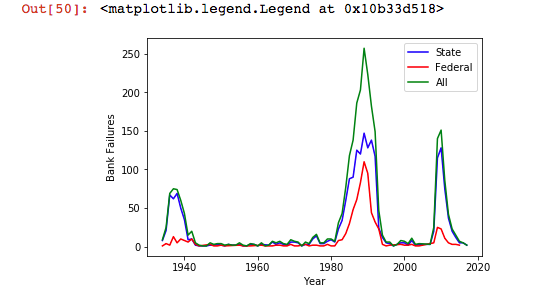 Out[50]: <matplotlib.legend.Legend at 0x10b33d518>
State
Federal
All
250
200
150
100
50
0
Bank Failures
1940
1960
1980
2000
2020
Year